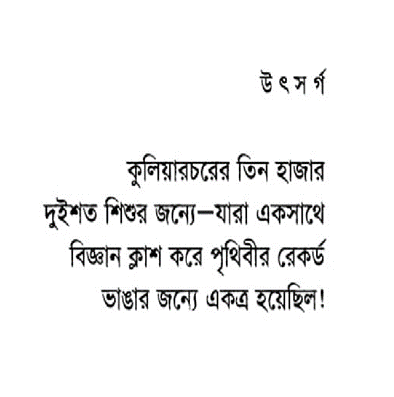 উৎসর্গ
কুলিয়ারচরের তিন হাজার
দুইশত শিশুর জন্যে—যারা একসাথে
বিজ্ঞান ক্লাশ করে পৃথিবীর রেকর্ড
ভাঙার জন্যে একত্র হয়েছিল!